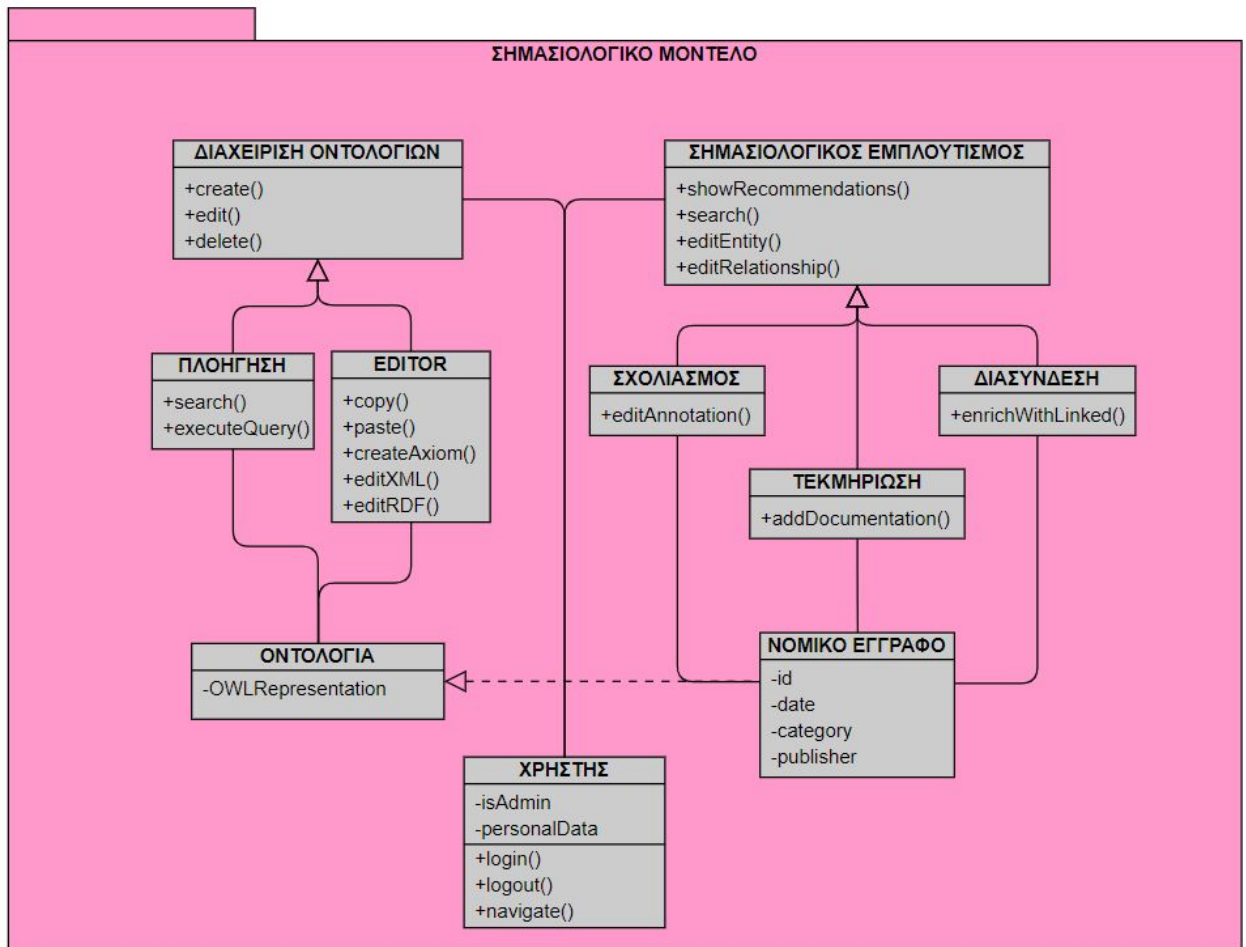 ΣΗΜΑΣΙΟΛΟΓΙΚΟ ΜΟΝΤΕΛΟ
ΔΙΑΧΕΙΡΙΣΗ ΟΝΤΟΛΟΓΙΩΝ
+create()
+edit()
+delete()
ΣΗΜΑΣΙΟΛΟΓΙΚΟΣ ΕΜΠΛΟΥΤΙΣΜΟΣ
+showRecommendations()
+search()
+editEntity()
+editRelationship()
ΠΛΟΗΓΗΣΗ
+search()
+executeQuery()
EDITOR
+copy()
+paste()
+createAxiom()
+editXML()
+editRDF()
ΣΧΟΛΙΑΣΜΟΣ
+editAnnotation()
ΔΙΑΣΥΝΔΕΣΗ
+enrichWithLinked()
ΤΕΚΜΗΡΙΩΣΗ
+addDocumentation()
ΟΝΤΟΛΟΓΙΑ
-OWLRepresentation
ΝΟΜΙΚΟ ΕΓΓΡΑΦΟ
-id
-date
-category
-publisher
ΧΡΗΣΤΗΣ
-isAdmin
-personalData
+login()
+logout()
+navigate()